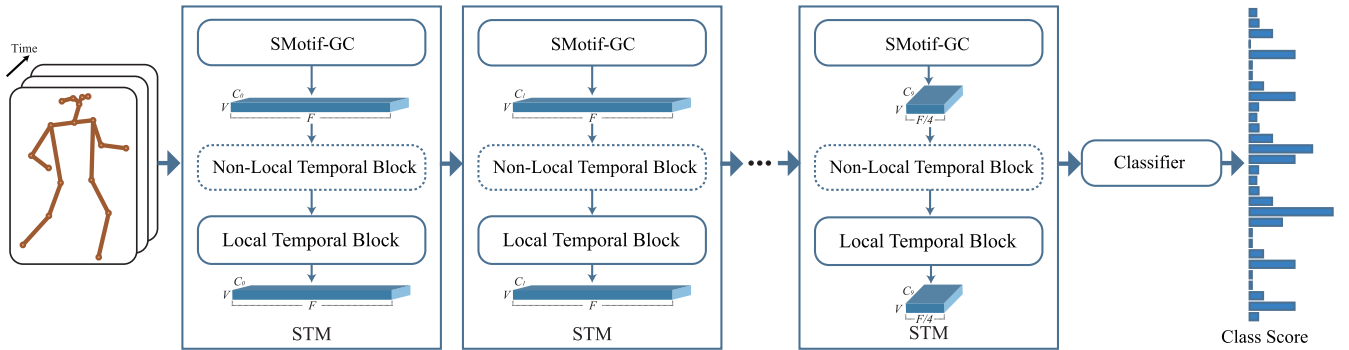 Time
SMotif-GC
C₀
V
F
Non-Local Temporal Block
Local Temporal Block
C₀
V
F
STM
SMotif-GC
C₁
V
F
Non-Local Temporal Block
Local Temporal Block
C₁
V
F
STM
•••
SMotif-GC
C₉
V
F/4
Non-Local Temporal Block
Local Temporal Block
C₉
V
F/4
STM
Classifier
Class Score